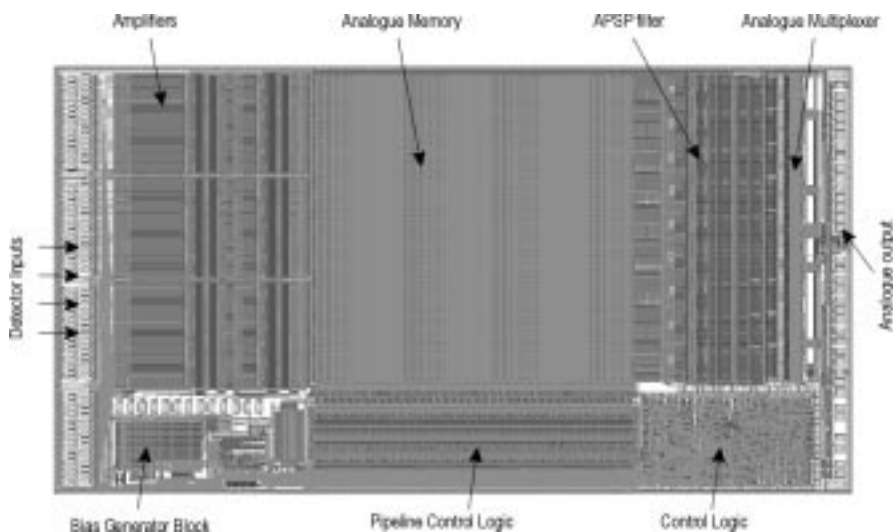 Amplifiers
Analogue Memory
APSP filter
Analogue Multiplexer
Detector Inputs
Analogue output
Bias Generator Block
Pipeline Control Logic
Control Logic